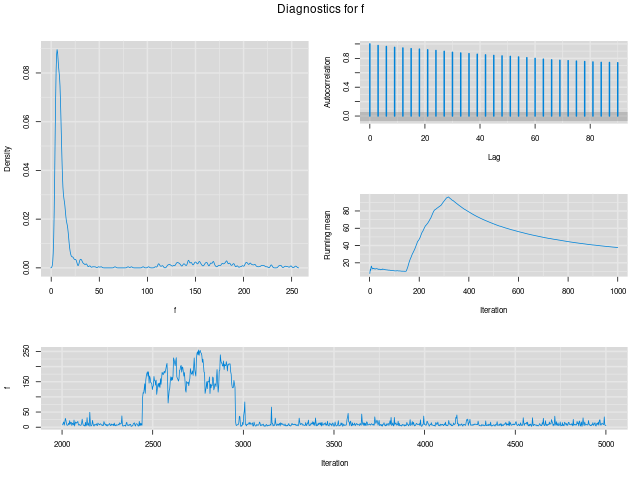 Diagnostics for f
Density
0.00 0.02 0.04 0.06 0.08
0 50 100 150 200 250
f
Autocorrelation
0.0 0.4 0.8
0 20 40 60 80
Lag
Running mean
20 40 60 80
0 200 400 600 800 1000
Iteration
f
0 50 150 250
2000 2500 3000 3500 4000 4500 5000
Iteration